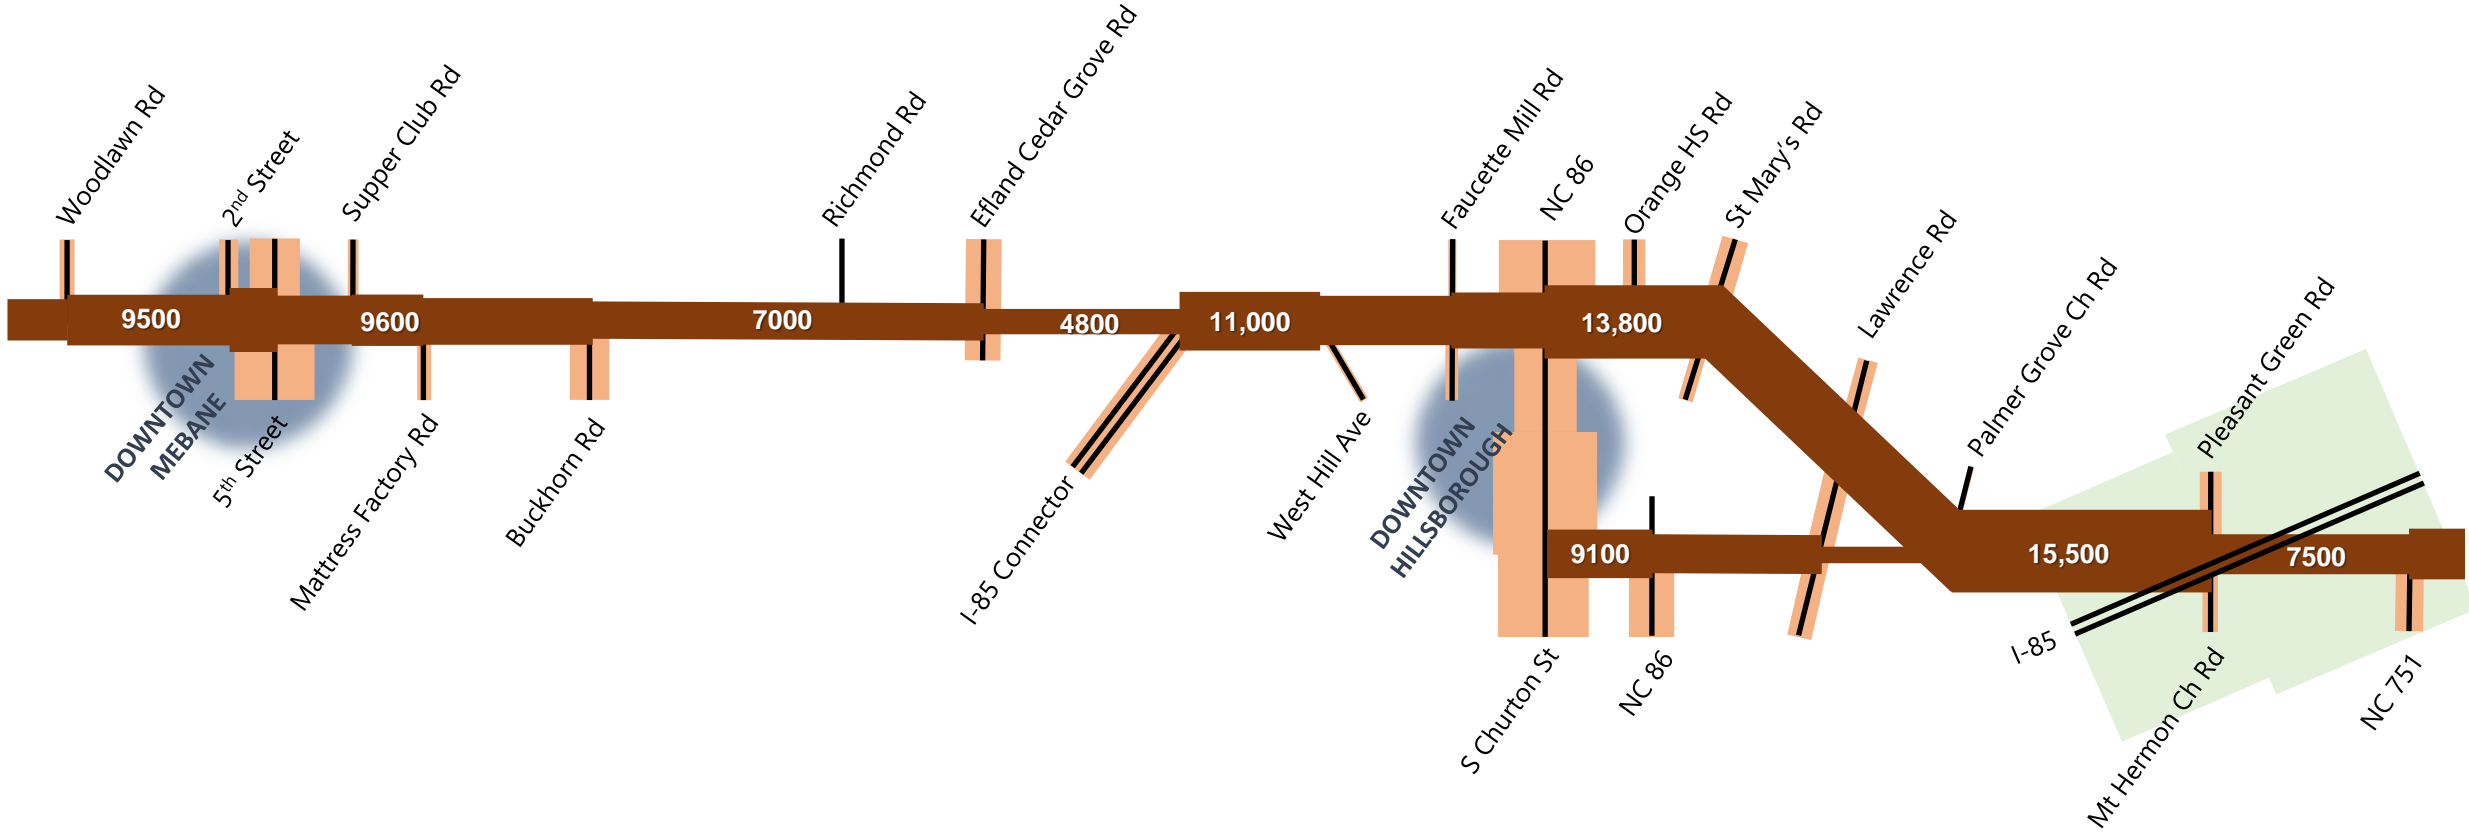 Woodlawn Rd
2nd Street
Supper Club Rd
Richmond Rd
Efland Cedar Grove Rd
Faucette Mill Rd
NC 86
Orange HS Rd
St Mary's Rd
Lawrence Rd
Palmer Grove Ch Rd
Pleasant Green Rd
9500
9600
7000
4800
11,000
13,800
9100
15,500
7500
DOWNTOWN
MEBANE
5th Street
Mattress Factory Rd
Buckhorn Rd
I-85 Connector
West Hill Ave
DOWNTOWN
HILLSBOROUGH
S Churton St
NC 86
I-85
Mt Hermon Ch Rd
NC 751